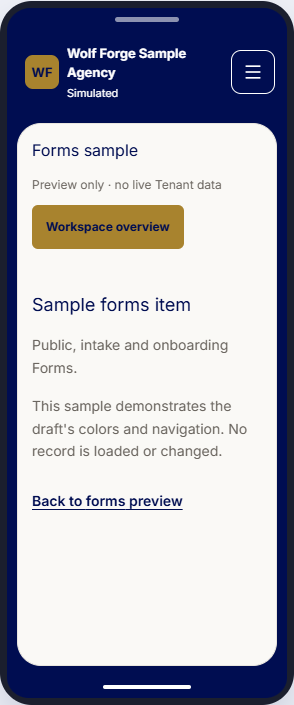 WF
Wolf Forge Sample
Agency
Simulated
Forms sample
Preview only · no live Tenant data
Workspace overview
Sample forms item
Public, intake and onboarding
Forms.
This sample demonstrates the
draft's colors and navigation. No
record is loaded or changed.
Back to forms preview